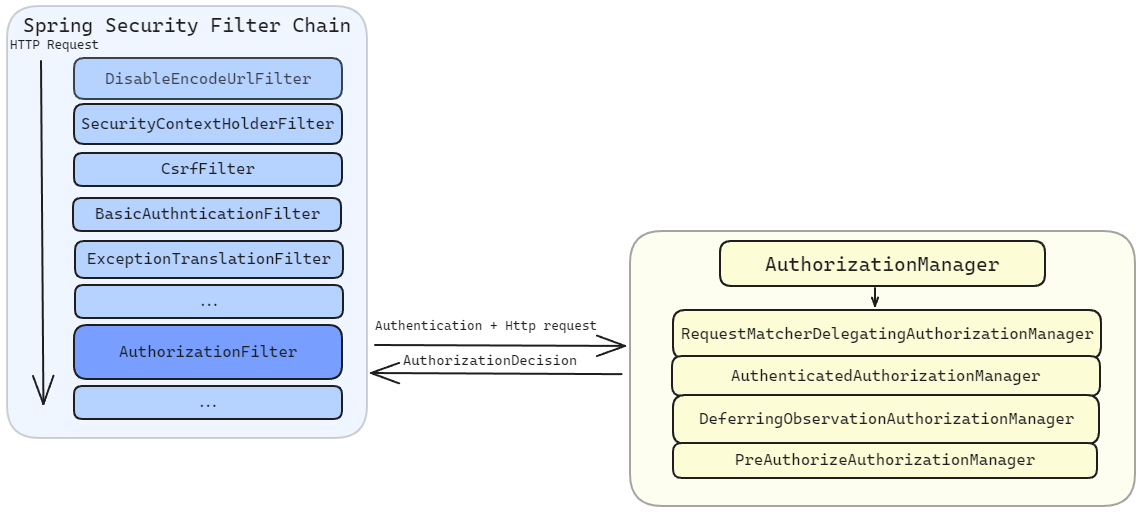 Spring Security Filter Chain
HTTP Request
DisableEncodeUrlFilter
SecurityContextHolderFilter
CsrfFilter
BasicAuthnticationFilter
ExceptionTranslationFilter
...
AuthorizationFilter
...
Authentication + Http request
AuthorizationDecision
AuthorizationManager
RequestMatcherDelegatingAuthorizationManager
AuthenticatedAuthorizationManager
DeferringObservationAuthorizationManager
PreAuthorizeAuthorizationManager